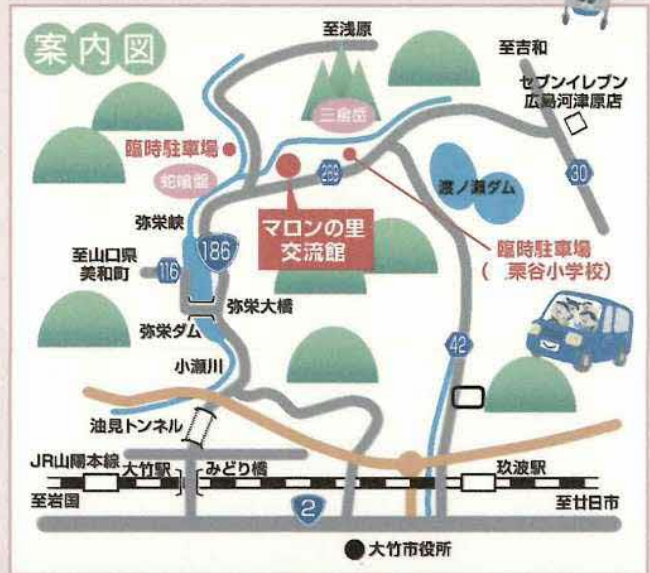 案内図
至浅原
至吉和
セブンイレブン
広島河津原店
三倉岳
臨時駐車場
蛇喰盤
269
渡ノ瀬ダム
30
弥栄峡
マロンの里
交流館
臨時駐車場
( 栗谷小学校)
186
至山口県
美和町
116
弥栄大橋
弥栄ダム
小瀬川
42
油見トンネル
JR山陽本線
大竹駅
みどり橋
玖波駅
至岩国
至廿日市
2
大竹市役所